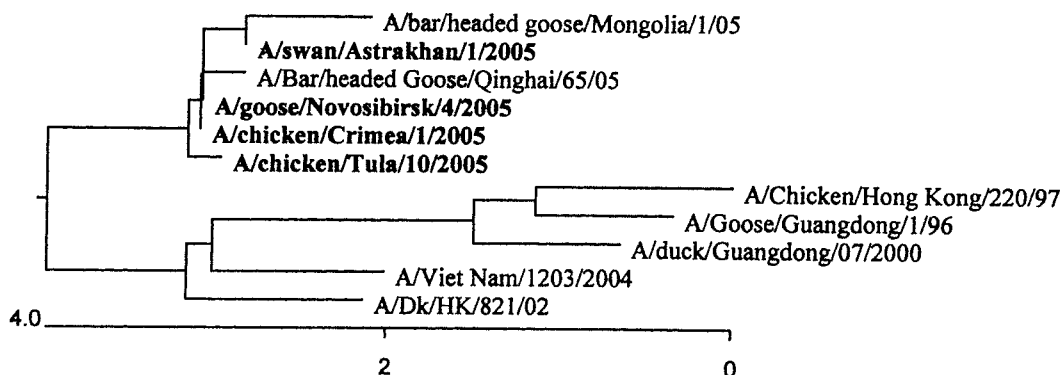 A/bar/headed goose/Mongolia/1/05
A/swan/Astrakhan/1/2005
A/Bar/headed Goose/Qinghai/65/05
A/goose/Novosibirsk/4/2005
A/chicken/Crimea/1/2005
A/chicken/Tula/10/2005
A/Chicken/Hong Kong/220/97
A/Goose/Guangdong/1/96
A/duck/Guangdong/07/2000
A/Viet Nam/1203/2004
A/Dk/HK/821/02
4.0
2
0